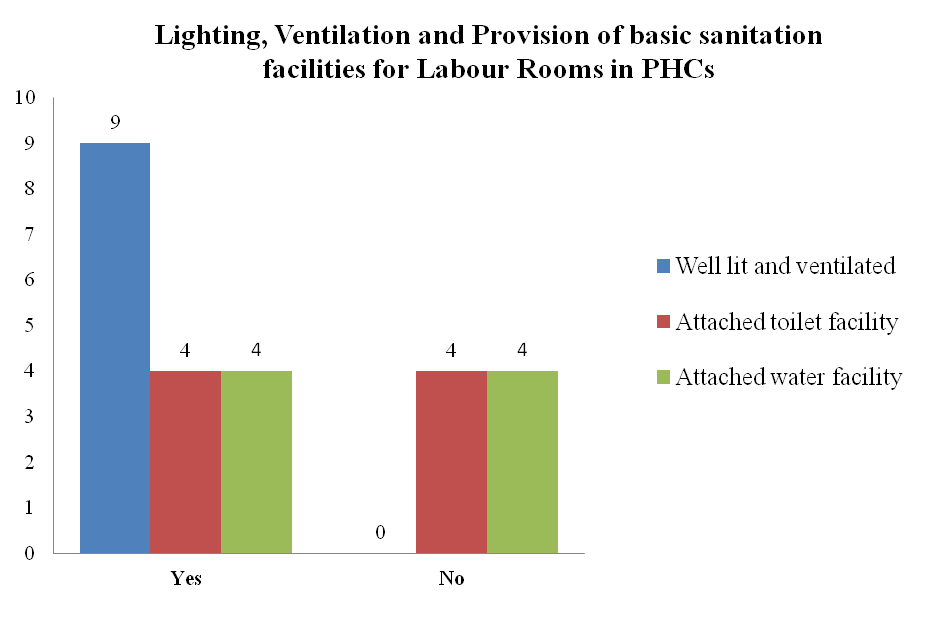 Lighting, Ventilation and Provision of basic sanitation
facilities for Labour Rooms in PHCs
10
9
8
7
6
5
4
3
2
1
0
9
4
4
0
4
4
Yes
No
Well lit and ventilated
Attached toilet facility
Attached water facility